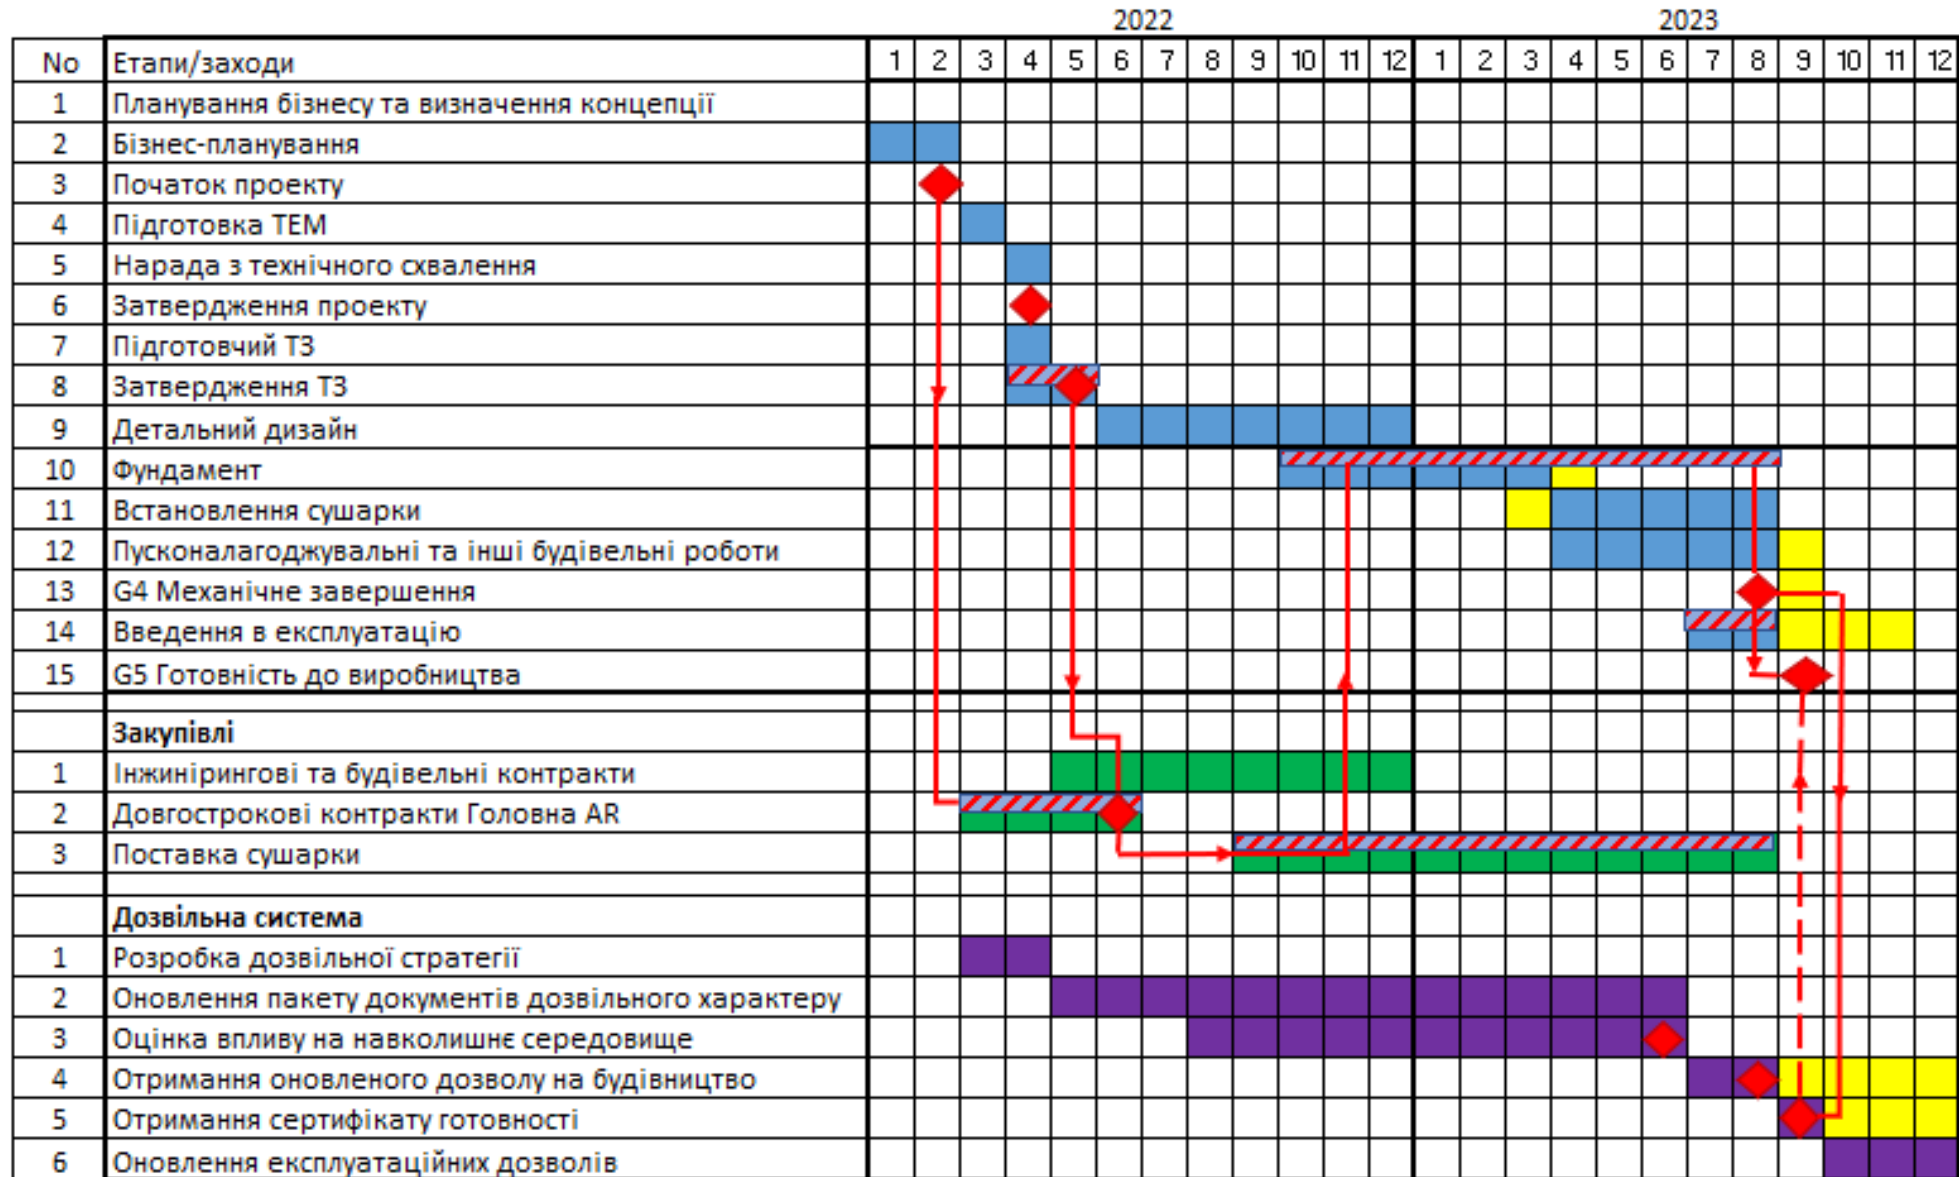 2022 2023
No Етапи/заходи 1 2 3 4 5 6 7 8 9 10 11 12 1 2 3 4 5 6 7 8 9 10 11 12
1 Планування бізнесу та визначення концепції
2 Бізнес-планування
3 Початок проекту
4 Підготовка ТЕМ
5 Нарада з технічного схвалення
6 Затвердження проекту
7 Підготовчий ТЗ
8 Затвердження ТЗ
9 Детальний дизайн
10 Фундамент
11 Встановлення сушарки
12 Пусконалагоджувальні та інші будівельні роботи
13 G4 Механічне завершення
14 Введення в експлуатацію
15 G5 Готовність до виробництва
Закупівлі
1 Інжинірингові та будівельні контракти
2 Довгострокові контракти Головна AR
3 Поставка сушарки
Дозвільна система
1 Розробка дозвільної стратегії
2 Оновлення пакету документів дозвільного характеру
3 Оцінка впливу на навколишнє середовище
4 Отримання оновленого дозволу на будівництво
5 Отримання сертифікату готовності
6 Оновлення експлуатаційних дозволів